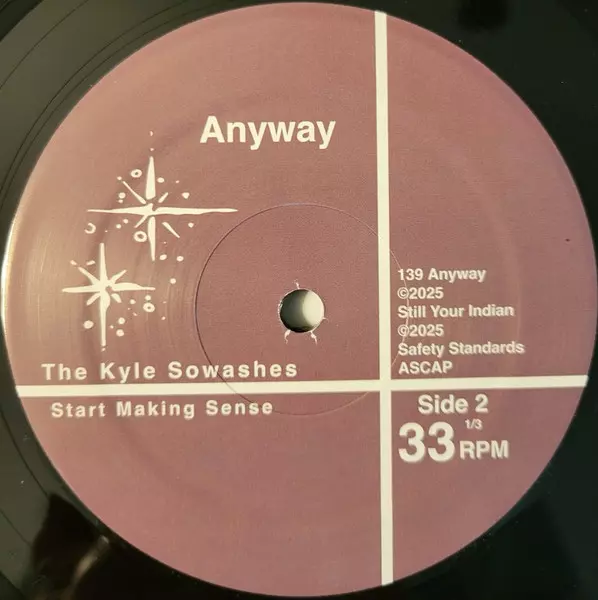 Anyway
139 Anyway
©2025
Still Your Indian
©2025
Safety Standards
ASCAP
The Kyle Sowashes
Start Making Sense
Side 2
33 1/3 RPM